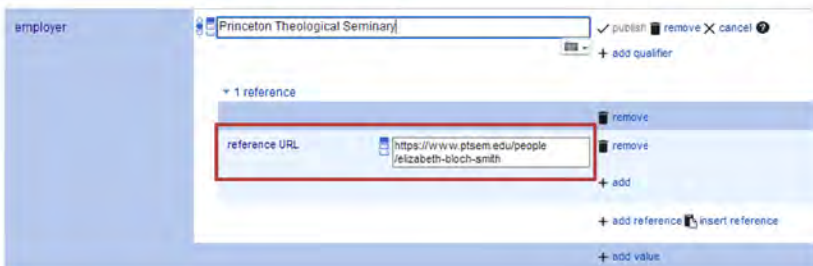 employer
Princeton Theological Seminary
publish remove cancel
+ add qualifier
1 reference
remove
reference URL
https://www.ptsem.edu/people
/elizabeth-bloch-smith
remove
+ add
+ add reference insert reference
+ add value